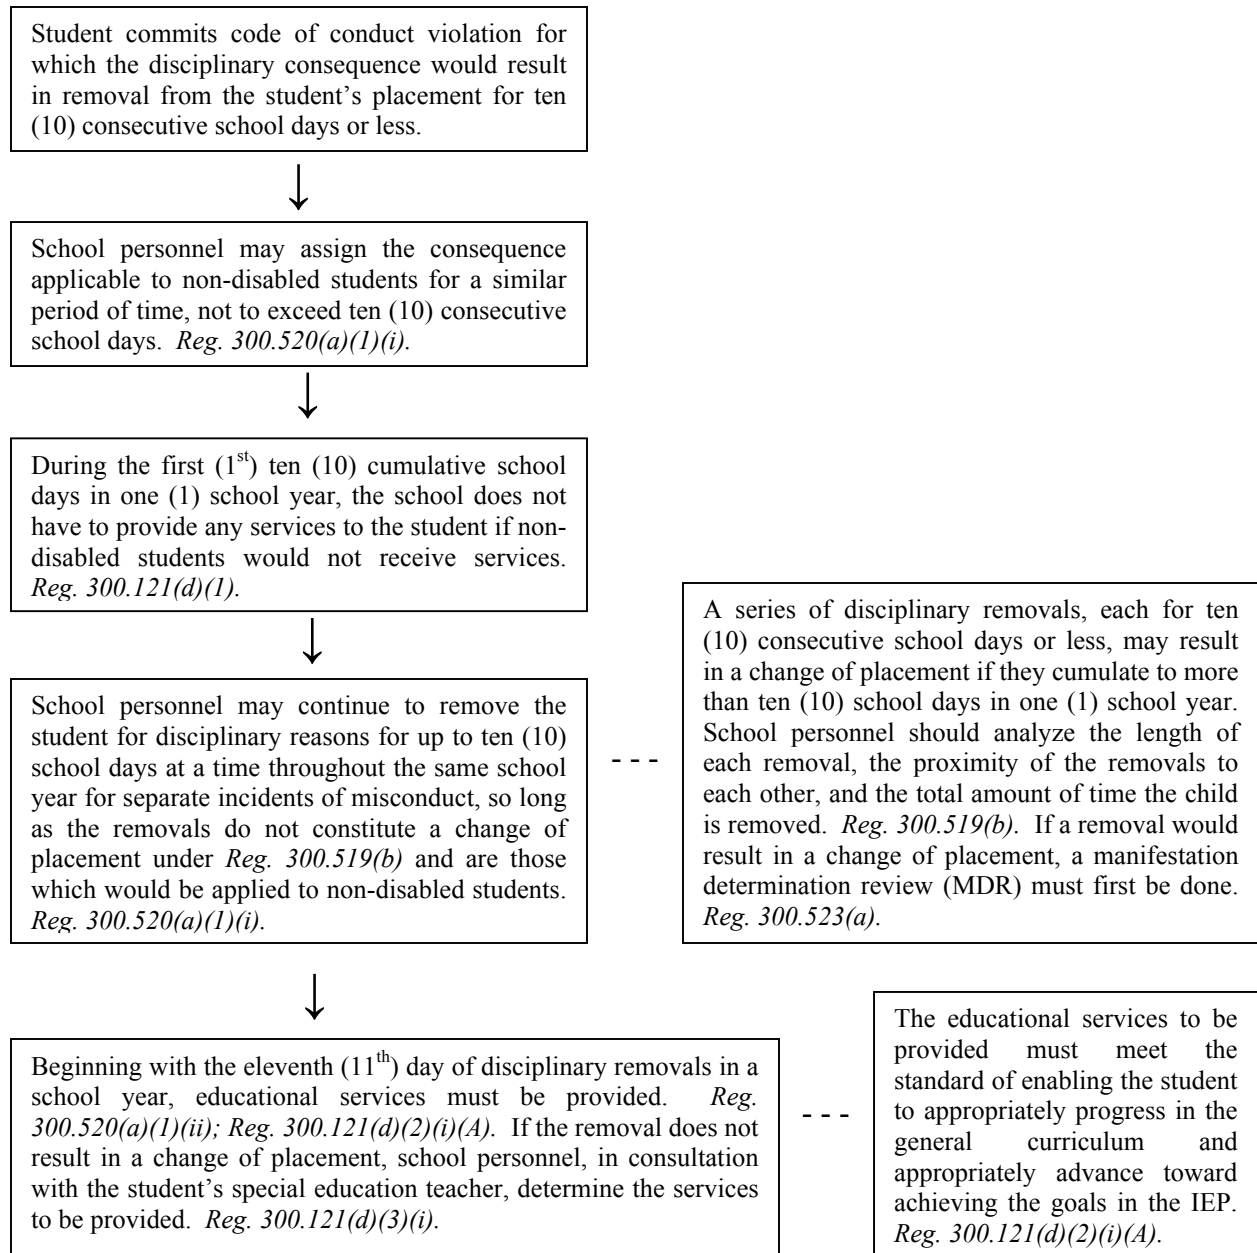 Student commits code of conduct violation for
which the disciplinary consequence would result
in removal from the student's placement for ten
(10) consecutive school days or less.
School personnel may assign the consequence
applicable to non-disabled students for a similar
period of time, not to exceed ten (10) consecutive
school days. Reg. 300.520(a)(1)(i).
During the first (1st) ten (10) cumulative school
days in one (1) school year, the school does not
have to provide any services to the student if non-
disabled students would not receive services.
Reg. 300.121(d)(1).
School personnel may continue to remove the
student for disciplinary reasons for up to ten (10)
school days at a time throughout the same school
year for separate incidents of misconduct, so long
as the removals do not constitute a change of
placement under Reg. 300.519(b) and are those
which would be applied to non-disabled students.
Reg. 300.520(a)(1)(i).
- - -
A series of disciplinary removals, each for ten
(10) consecutive school days or less, may result
in a change of placement if they cumulate to more
than ten (10) school days in one (1) school year.
School personnel should analyze the length of
each removal, the proximity of the removals to
each other, and the total amount of time the child
is removed. Reg. 300.519(b). If a removal would
result in a change of placement, a manifestation
determination review (MDR) must first be done.
Reg. 300.523(a).
Beginning with the eleventh (11th) day of disciplinary removals in a
school year, educational services must be provided. Reg.
300.520(a)(1)(ii); Reg. 300.121(d)(2)(i)(A). If the removal does not
result in a change of placement, school personnel, in consultation
with the student's special education teacher, determine the services
to be provided. Reg. 300.121(d)(3)(i).
- - -
The educational services to be
provided must meet the
standard of enabling the student
to appropriately progress in the
general curriculum and
appropriately advance toward
achieving the goals in the IEP.
Reg. 300.121(d)(2)(i)(A).